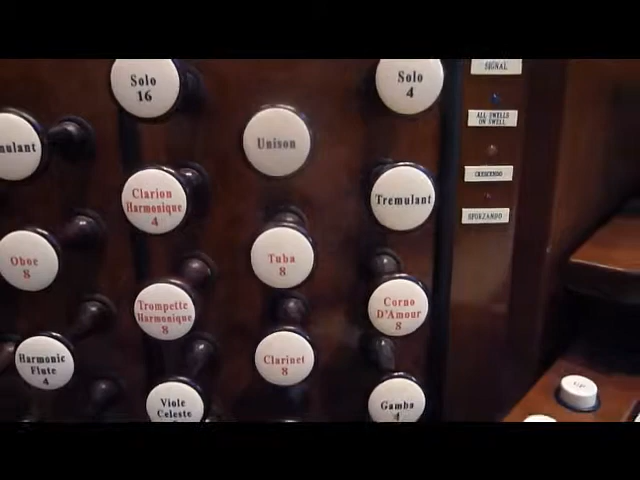 Solo
16
Solo
4
SIGNAL
ALL SWELLS
ON SWELL
CRESCENDO
SFORZANDO
Unison
mulant
Clarion
Harmonique
4
Tremulant
Oboe
8
Tuba
8
Trompette
Harmonique
8
Corno
D'Amour
8
Harmonic
Flute
4
Clarinet
8
Viole
Celeste
Gamba
4